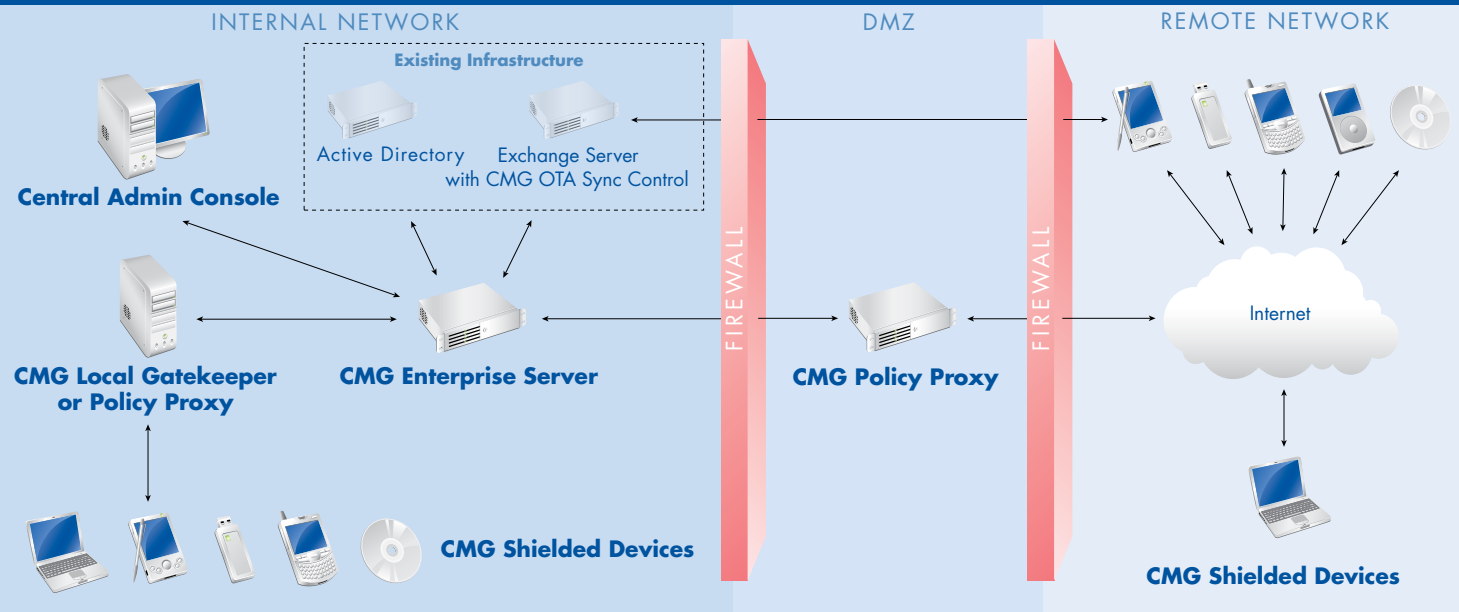 INTERNAL NETWORK
DMZ
REMOTE NETWORK
Existing Infrastructure
Active Directory
Exchange Server
with CMG OTA Sync Control
Central Admin Console
FIREWALL
FIREWALL
Internet
CMG Local Gatekeeper
or Policy Proxy
CMG Enterprise Server
CMG Policy Proxy
CMG Shielded Devices
CMG Shielded Devices